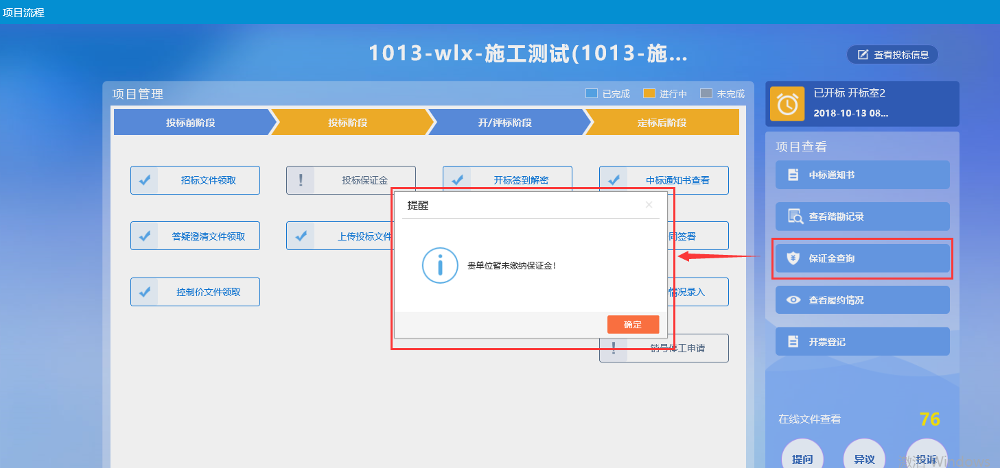 项目流程
1013-wlx-施工测试(1013-施...
查看投标信息
项目管理
已完成
进行中
未完成
投标前阶段
投标阶段
开/评标阶段
定标后阶段
招标文件领取
投标保证金
开标签到解密
中标通知书查看
答疑澄清文件领取
上传投标文件
同签署
控制价文件领取
情况录入
销号停工申请
提醒
贵单位暂未缴纳保证金!
确定
已开标 开标室2
2018-10-13 08...
项目查看
中标通知书
查看踏勘记录
保证金查询
查看履约情况
开票登记
在线文件查看
76
提问
异议
投诉
激活 Windows